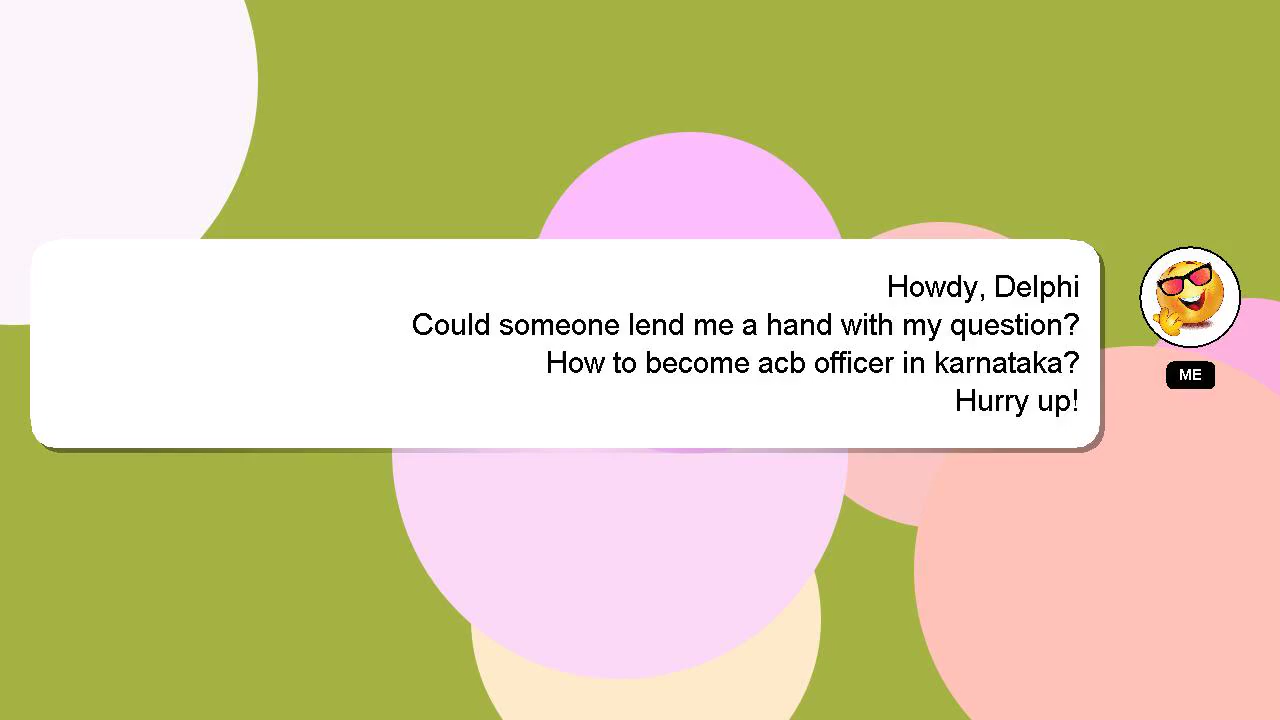 Howdy, Delphi
Could someone lend me a hand with my question?
How to become acb officer in karnataka?
Hurry up!
ME